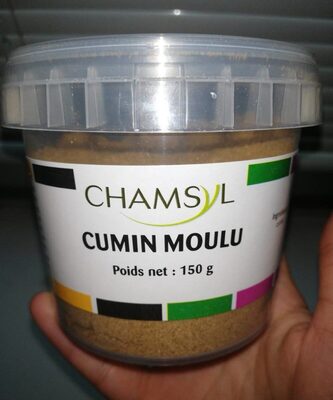 CHAMSYL
CUMIN MOULU
Poids net : 150 g